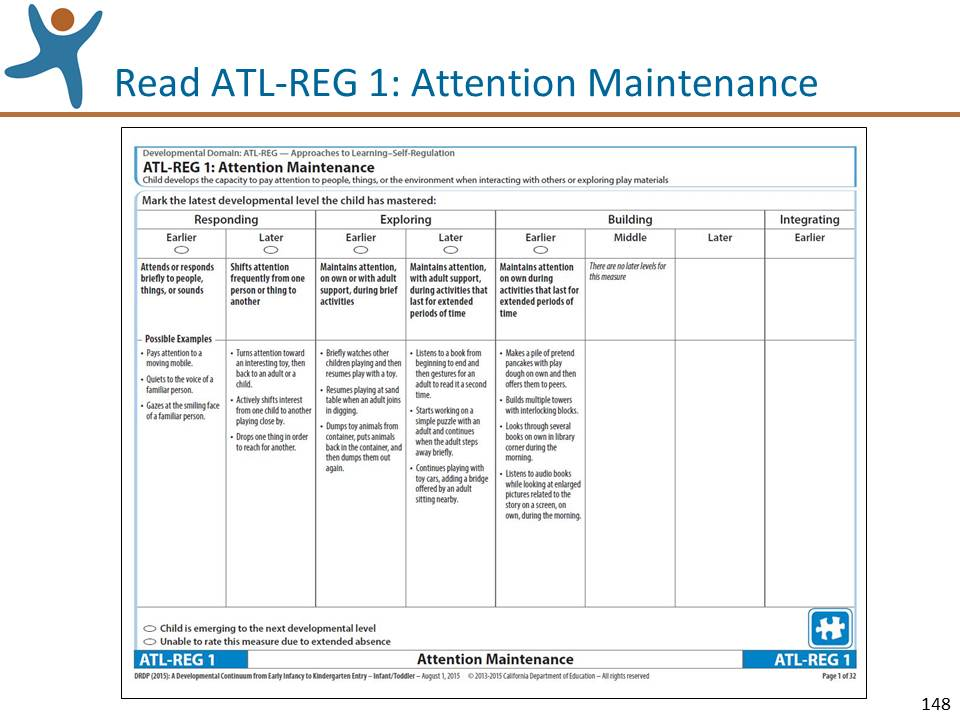 Read ATL-REG 1: Attention Maintenance
Developmental Domain: ATL-REG — Approaches to Learning–Self-Regulation
ATL-REG 1: Attention Maintenance
Child develops the capacity to pay attention to people, things, or the environment when interacting with others or exploring play materials
Mark the latest developmental level the child has mastered:
Responding Exploring Building Integrating
Earlier Later Earlier Later Earlier Middle Later Earlier
Attends or responds
briefly to people,
things, or sounds
Shifts attention
frequently from one
person or thing to
another
Maintains attention,
on own or with adult
support, during brief
activities
Maintains attention,
with adult support,
during activities that
last for extended
periods of time
Maintains attention
on own during
activities that last for
extended periods of
time
There are no later levels for
this measure
Possible Examples
• Pays attention to a
moving mobile.
• Quiets to the voice of a
familiar person.
• Gazes at the smiling face
of a familiar person.
• Turns attention toward
an interesting toy, then
back to an adult or a
child.
• Actively shifts interest
from one child to another
playing close by.
• Drops one thing in order
to reach for another.
• Briefly watches other
children playing and then
resumes play with a toy.
• Resumes playing at sand
table when an adult joins
in digging.
• Dumps toy animals from
container, puts animals
back in the container, and
then dumps them out
again.
• Listens to a book from
beginning to end and
then gestures for an
adult to read it a second
time.
• Starts working on a
simple puzzle with an
adult and continues
when the adult steps
away briefly.
• Continues playing with
toy cars, adding a bridge
offered by an adult
sitting nearby.
• Makes a pile of pretend
pancakes with play
dough on own and then
offers them to peers.
• Builds multiple towers
with interlocking blocks.
• Looks through several
books on own in library
corner during the
morning.
• Listens to audio books
while looking at enlarged
pictures related to the
story on a screen, on
own, during the morning.
Child is emerging to the next developmental level
Unable to rate this measure due to extended absence
ATL-REG 1 Attention Maintenance ATL-REG 1
DRDP (2015): A Developmental Continuum from Early Infancy to Kindergarten Entry – Infant/Toddler – August 1, 2015 © 2013-2015 California Department of Education – All rights reserved Page 1 of 32
148